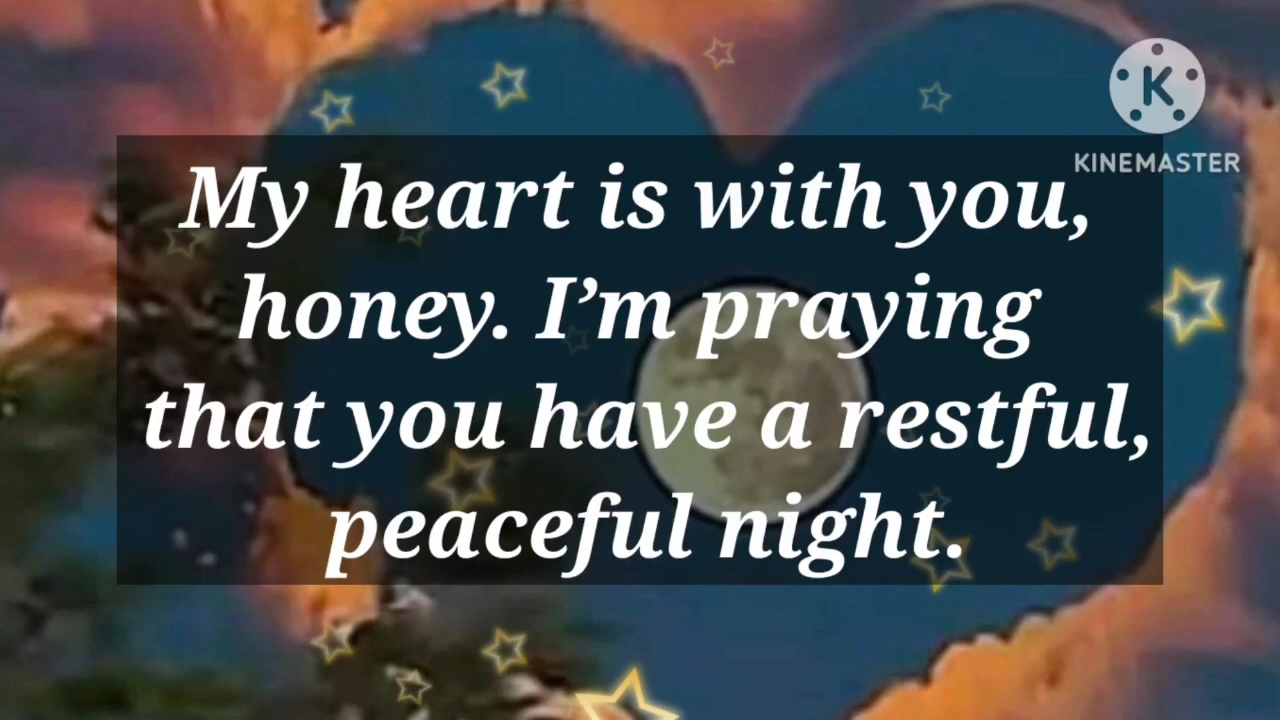 K
KINEMASTER
My heart is with you,
honey. I’m praying
that you have a restful,
peaceful night.